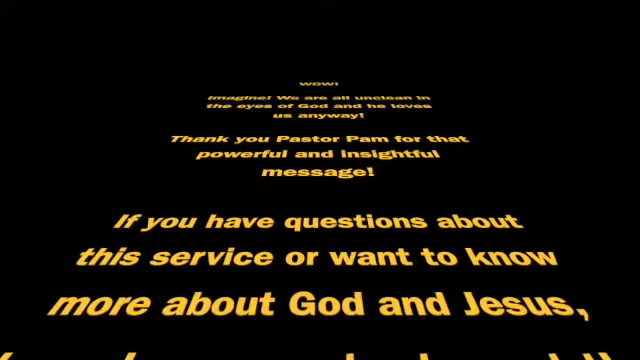 WOW!
Imagine! We are all unclean in
the eyes of God and he loves
us anyway!
Thank you Pastor Pam for that
powerful and insightful
message!
If you have questions about
this service or want to know
more about God and Jesus,